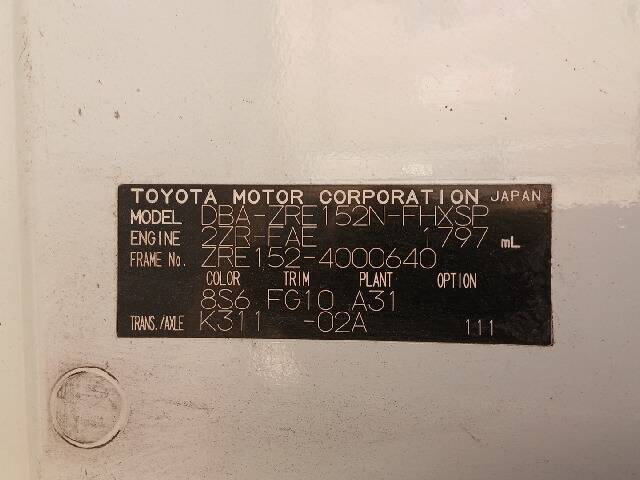 TOYOTA MOTOR CORPORATION JAPAN
MODEL DBA-ZRE152N-FHXSP
ENGINE 2ZR-FAE 1797 mL
FRAME No. ZRE152-4000640
COLOR TRIM PLANT OPTION
8S6 FG10 A31
TRANS./AXLE K311 -02A 111